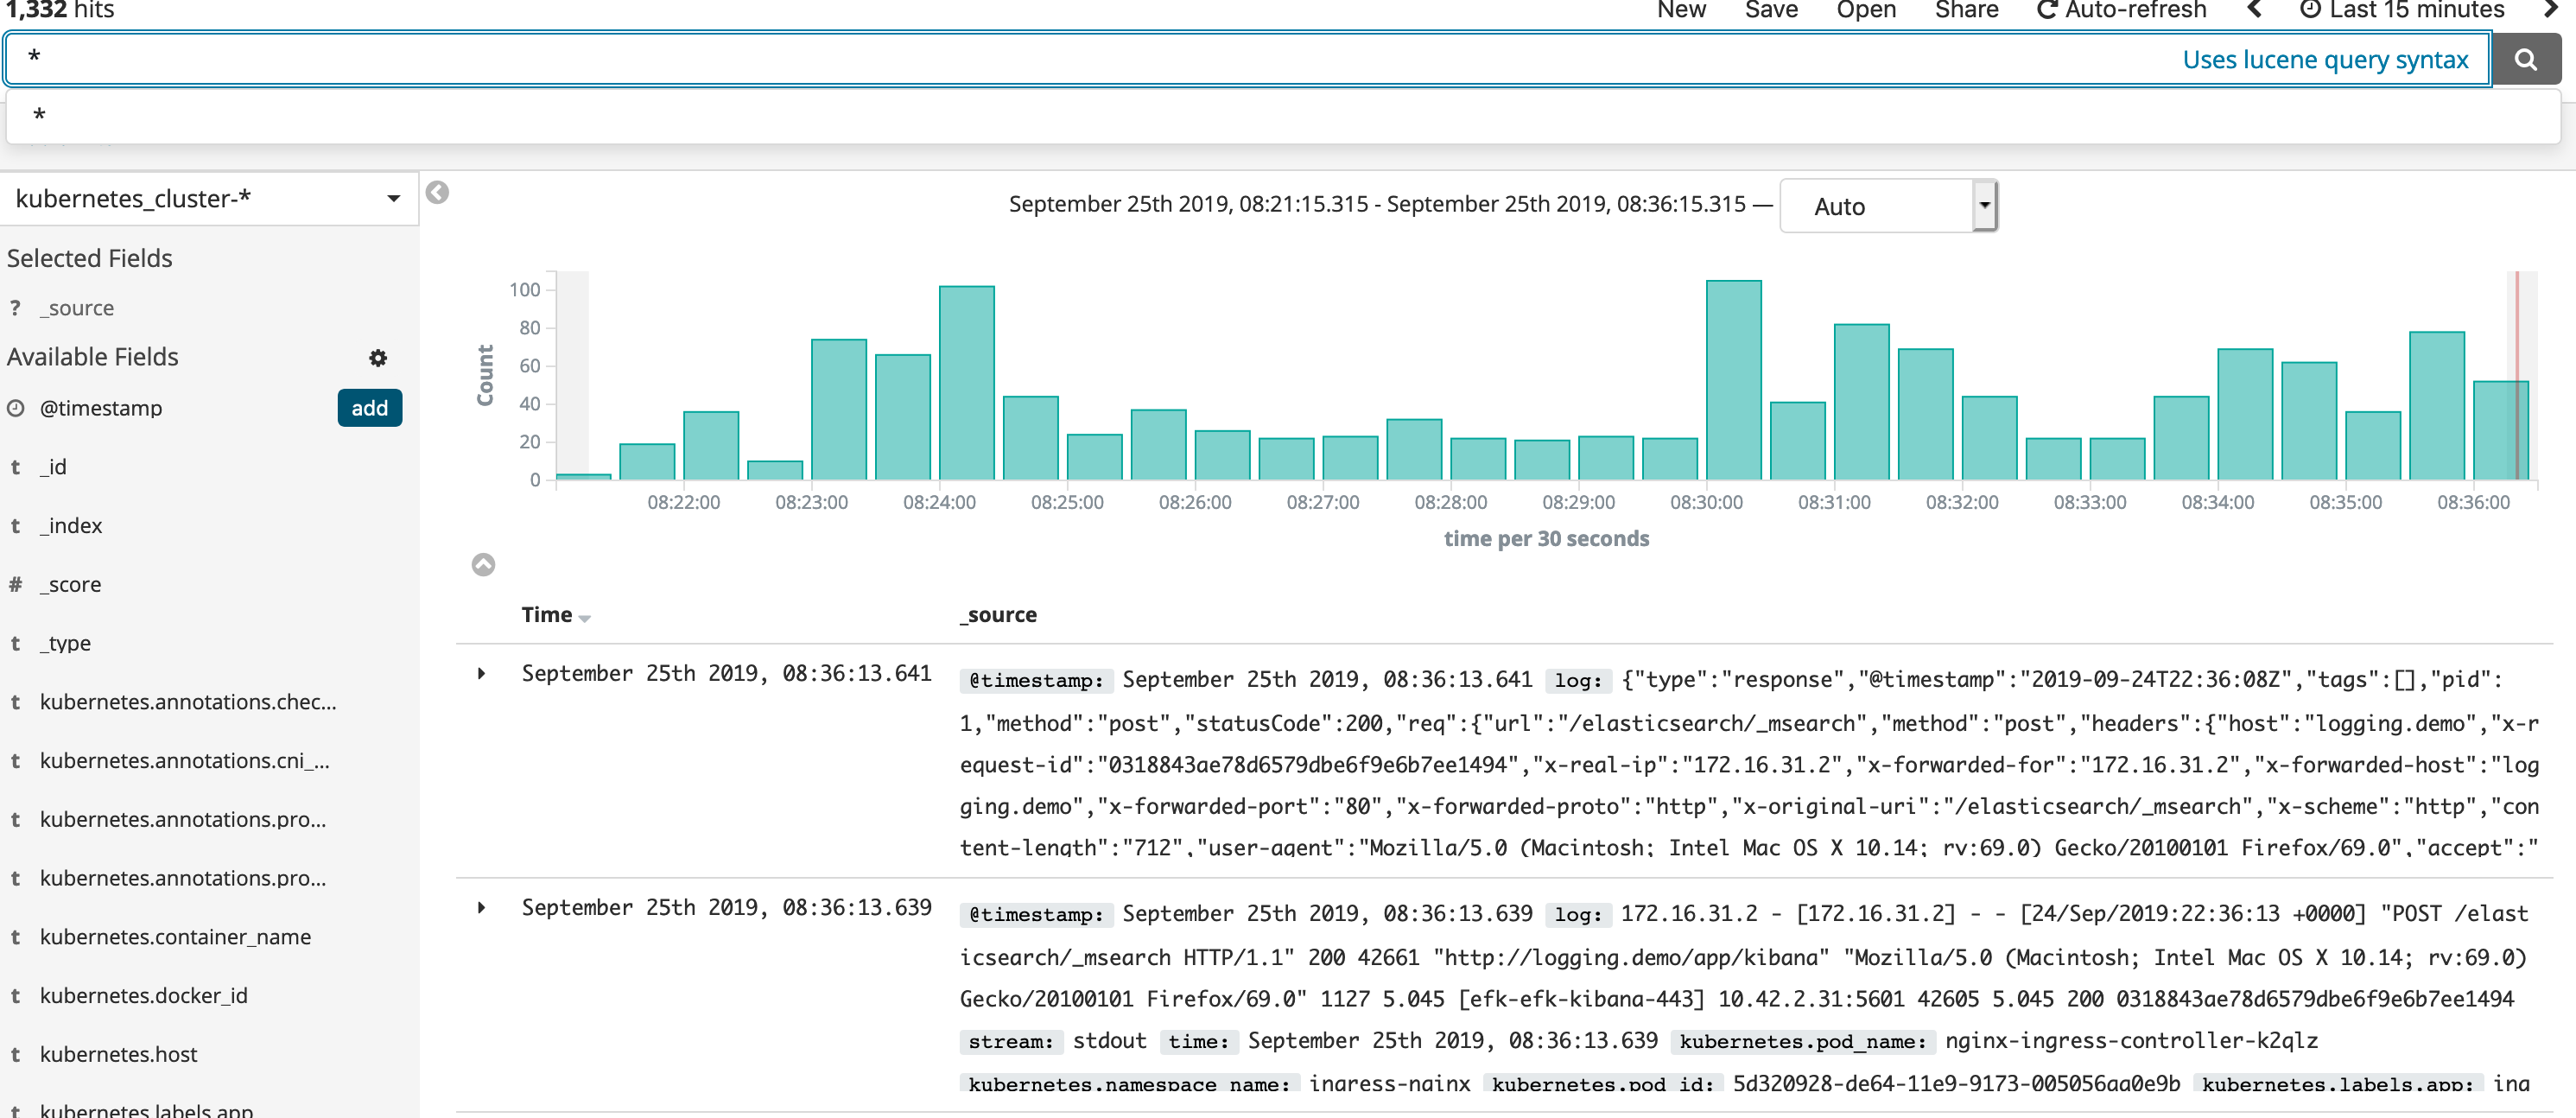 1,332 hits
New Save Open Share Auto-refresh Last 15 minutes
*
Uses lucene query syntax
*
kubernetes_cluster-*
Selected Fields
? _source
Available Fields
@timestamp
add
t _id
t _index
# _score
t _type
t kubernetes.annotations.chec...
t kubernetes.annotations.cni_...
t kubernetes.annotations.pro...
t kubernetes.annotations.pro...
t kubernetes.container_name
t kubernetes.docker_id
t kubernetes.host
t kubernetes.labels.app
September 25th 2019, 08:21:15.315 - September 25th 2019, 08:36:15.315 —
Auto
Count
100
80
60
40
20
0
08:22:00 08:23:00 08:24:00 08:25:00 08:26:00 08:27:00 08:28:00 08:29:00 08:30:00 08:31:00 08:32:00 08:33:00 08:34:00 08:35:00 08:36:00
time per 30 seconds
Time _source
September 25th 2019, 08:36:13.641
@timestamp: September 25th 2019, 08:36:13.641 log: {"type":"response","@timestamp":"2019-09-24T22:36:08Z","tags":[],"pid":
1,"method":"post","statusCode":200,"req":{"url":"/elasticsearch/_msearch","method":"post","headers":{"host":"logging.demo","x-r
equest-id":"0318843ae78d6579dbe6f9e6b7ee1494","x-real-ip":"172.16.31.2","x-forwarded-for":"172.16.31.2","x-forwarded-host":"log
ging.demo","x-forwarded-port":"80","x-forwarded-proto":"http","x-original-uri":"/elasticsearch/_msearch","x-scheme":"http","con
tent-length":"712","user-agent":"Mozilla/5.0 (Macintosh; Intel Mac OS X 10.14; rv:69.0) Gecko/20100101 Firefox/69.0","accept":"
September 25th 2019, 08:36:13.639
@timestamp: September 25th 2019, 08:36:13.639 log: 172.16.31.2 - [172.16.31.2] - - [24/Sep/2019:22:36:13 +0000] "POST /elast
icsearch/_msearch HTTP/1.1" 200 42661 "http://logging.demo/app/kibana" "Mozilla/5.0 (Macintosh; Intel Mac OS X 10.14; rv:69.0)
Gecko/20100101 Firefox/69.0" 1127 5.045 [efk-efk-kibana-443] 10.42.2.31:5601 42605 5.045 200 0318843ae78d6579dbe6f9e6b7ee1494
stream: stdout time: September 25th 2019, 08:36:13.639 kubernetes.pod_name: nginx-ingress-controller-k2qlz
kubernetes.namespace_name: ingress-nginx kubernetes.pod_id: 5d320928-de64-11e9-9173-005056aa0e9b kubernetes.labels.app: ing